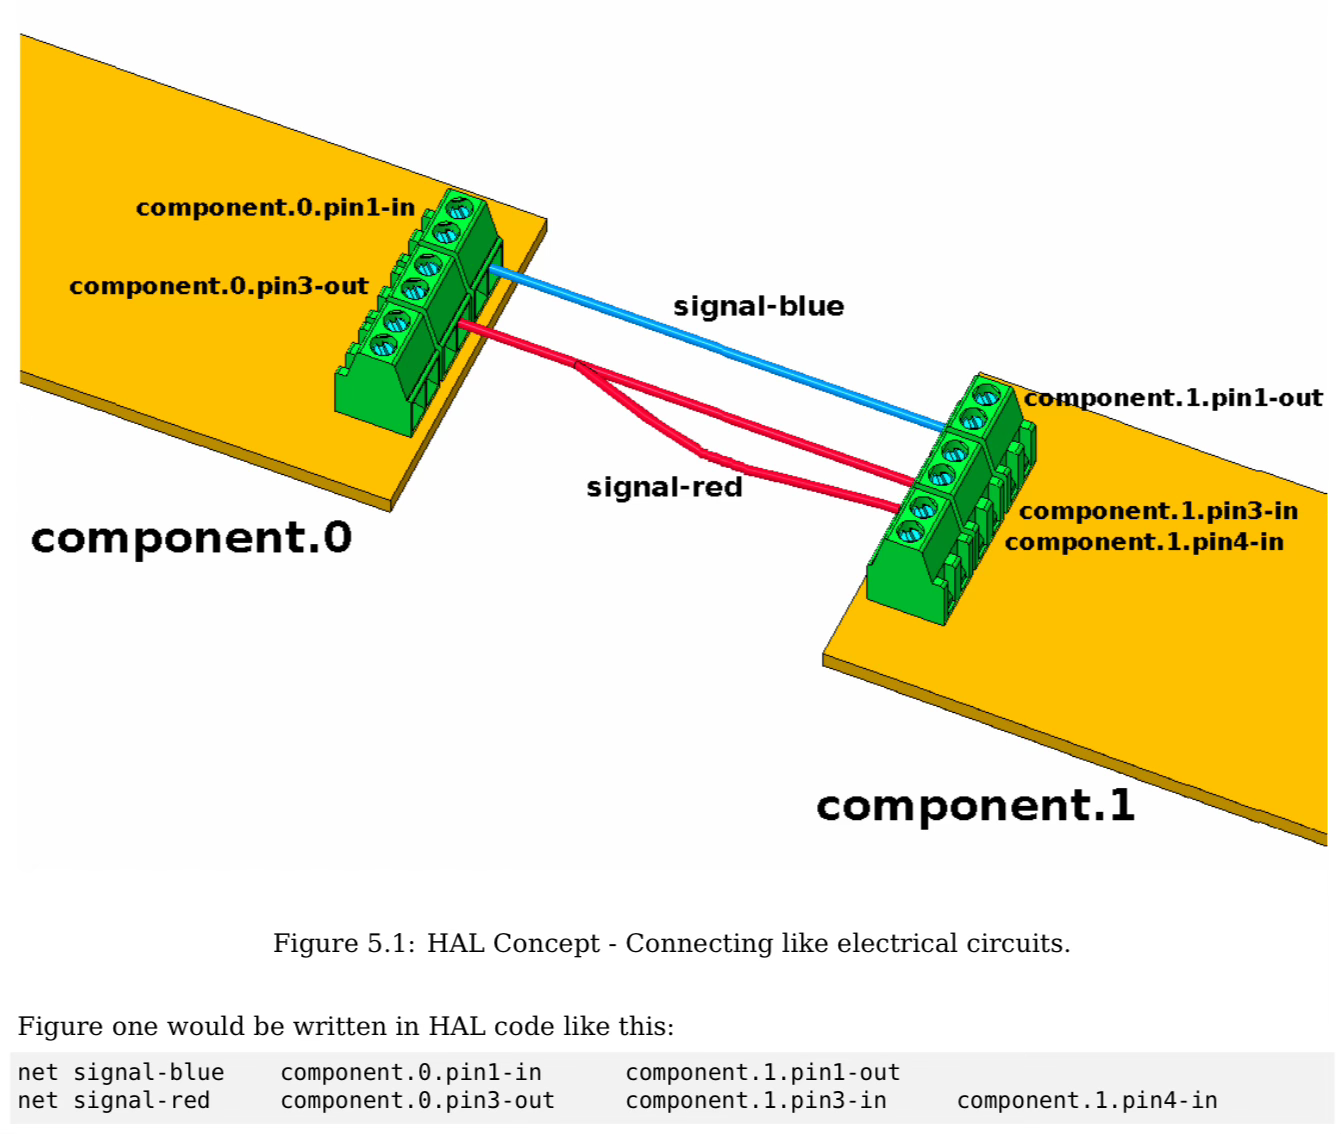 component.0.pin1-in
component.0.pin3-out
signal-blue
component.1.pin1-out
signal-red
component.1.pin3-in
component.1.pin4-in
component.0
component.1
Figure 5.1: HAL Concept - Connecting like electrical circuits.
Figure one would be written in HAL code like this:
net signal-blue    component.0.pin1-in      component.1.pin1-out
net signal-red     component.0.pin3-out     component.1.pin3-in     component.1.pin4-in